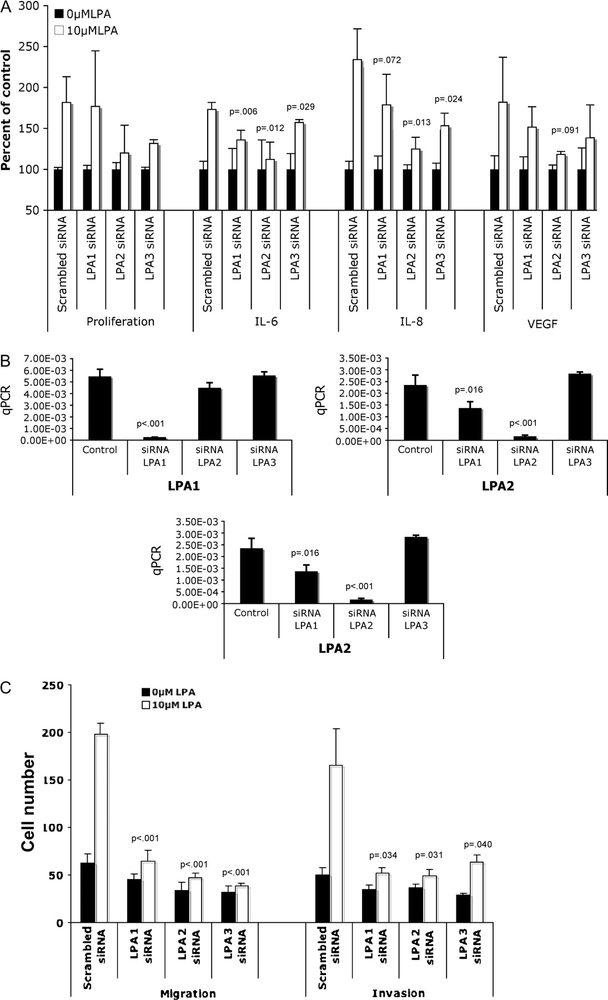 A
300
250
200
150
100
50
Percent of control
0µMLPA
10µMLPA
p=.006
p=.012
p=.029
p=.072
p=.013
p=.024
p=.091
Scrambled siRNA
LPA1 siRNA
LPA2 siRNA
LPA3 siRNA
Scrambled siRNA
LPA1 siRNA
LPA2 siRNA
LPA3 siRNA
Scrambled siRNA
LPA1 siRNA
LPA2 siRNA
LPA3 siRNA
Scrambled siRNA
LPA1 siRNA
LPA2 siRNA
LPA3 siRNA
Proliferation
IL-6
IL-8
VEGF
B
qPCR
7.00E-03
6.00E-03
5.00E-03
4.00E-03
3.00E-03
2.00E-03
1.00E-03
0.00E+00
p<.001
Control
siRNA
LPA1
siRNA
LPA2
siRNA
LPA3
LPA1
qPCR
3.50E-03
3.00E-03
2.50E-03
2.00E-03
1.50E-03
1.00E-03
5.00E-04
0.00E+00
p=.016
p<.001
Control
siRNA
LPA1
siRNA
LPA2
siRNA
LPA3
LPA2
qPCR
3.50E-03
3.00E-03
2.50E-03
2.00E-03
1.50E-03
1.00E-03
5.00E-04
0.00E+00
p=.016
p<.001
Control
siRNA
LPA1
siRNA
LPA2
siRNA
LPA3
LPA2
C
Cell number
250
200
150
100
50
0
0µM LPA
10µM LPA
p<.001
p<.001
p<.001
p=.034
p=.031
p=.040
Scrambled
siRNA
LPA1
siRNA
LPA2
siRNA
LPA3
siRNA
Scrambled
siRNA
LPA1
siRNA
LPA2
siRNA
LPA3
siRNA
Migration
Invasion